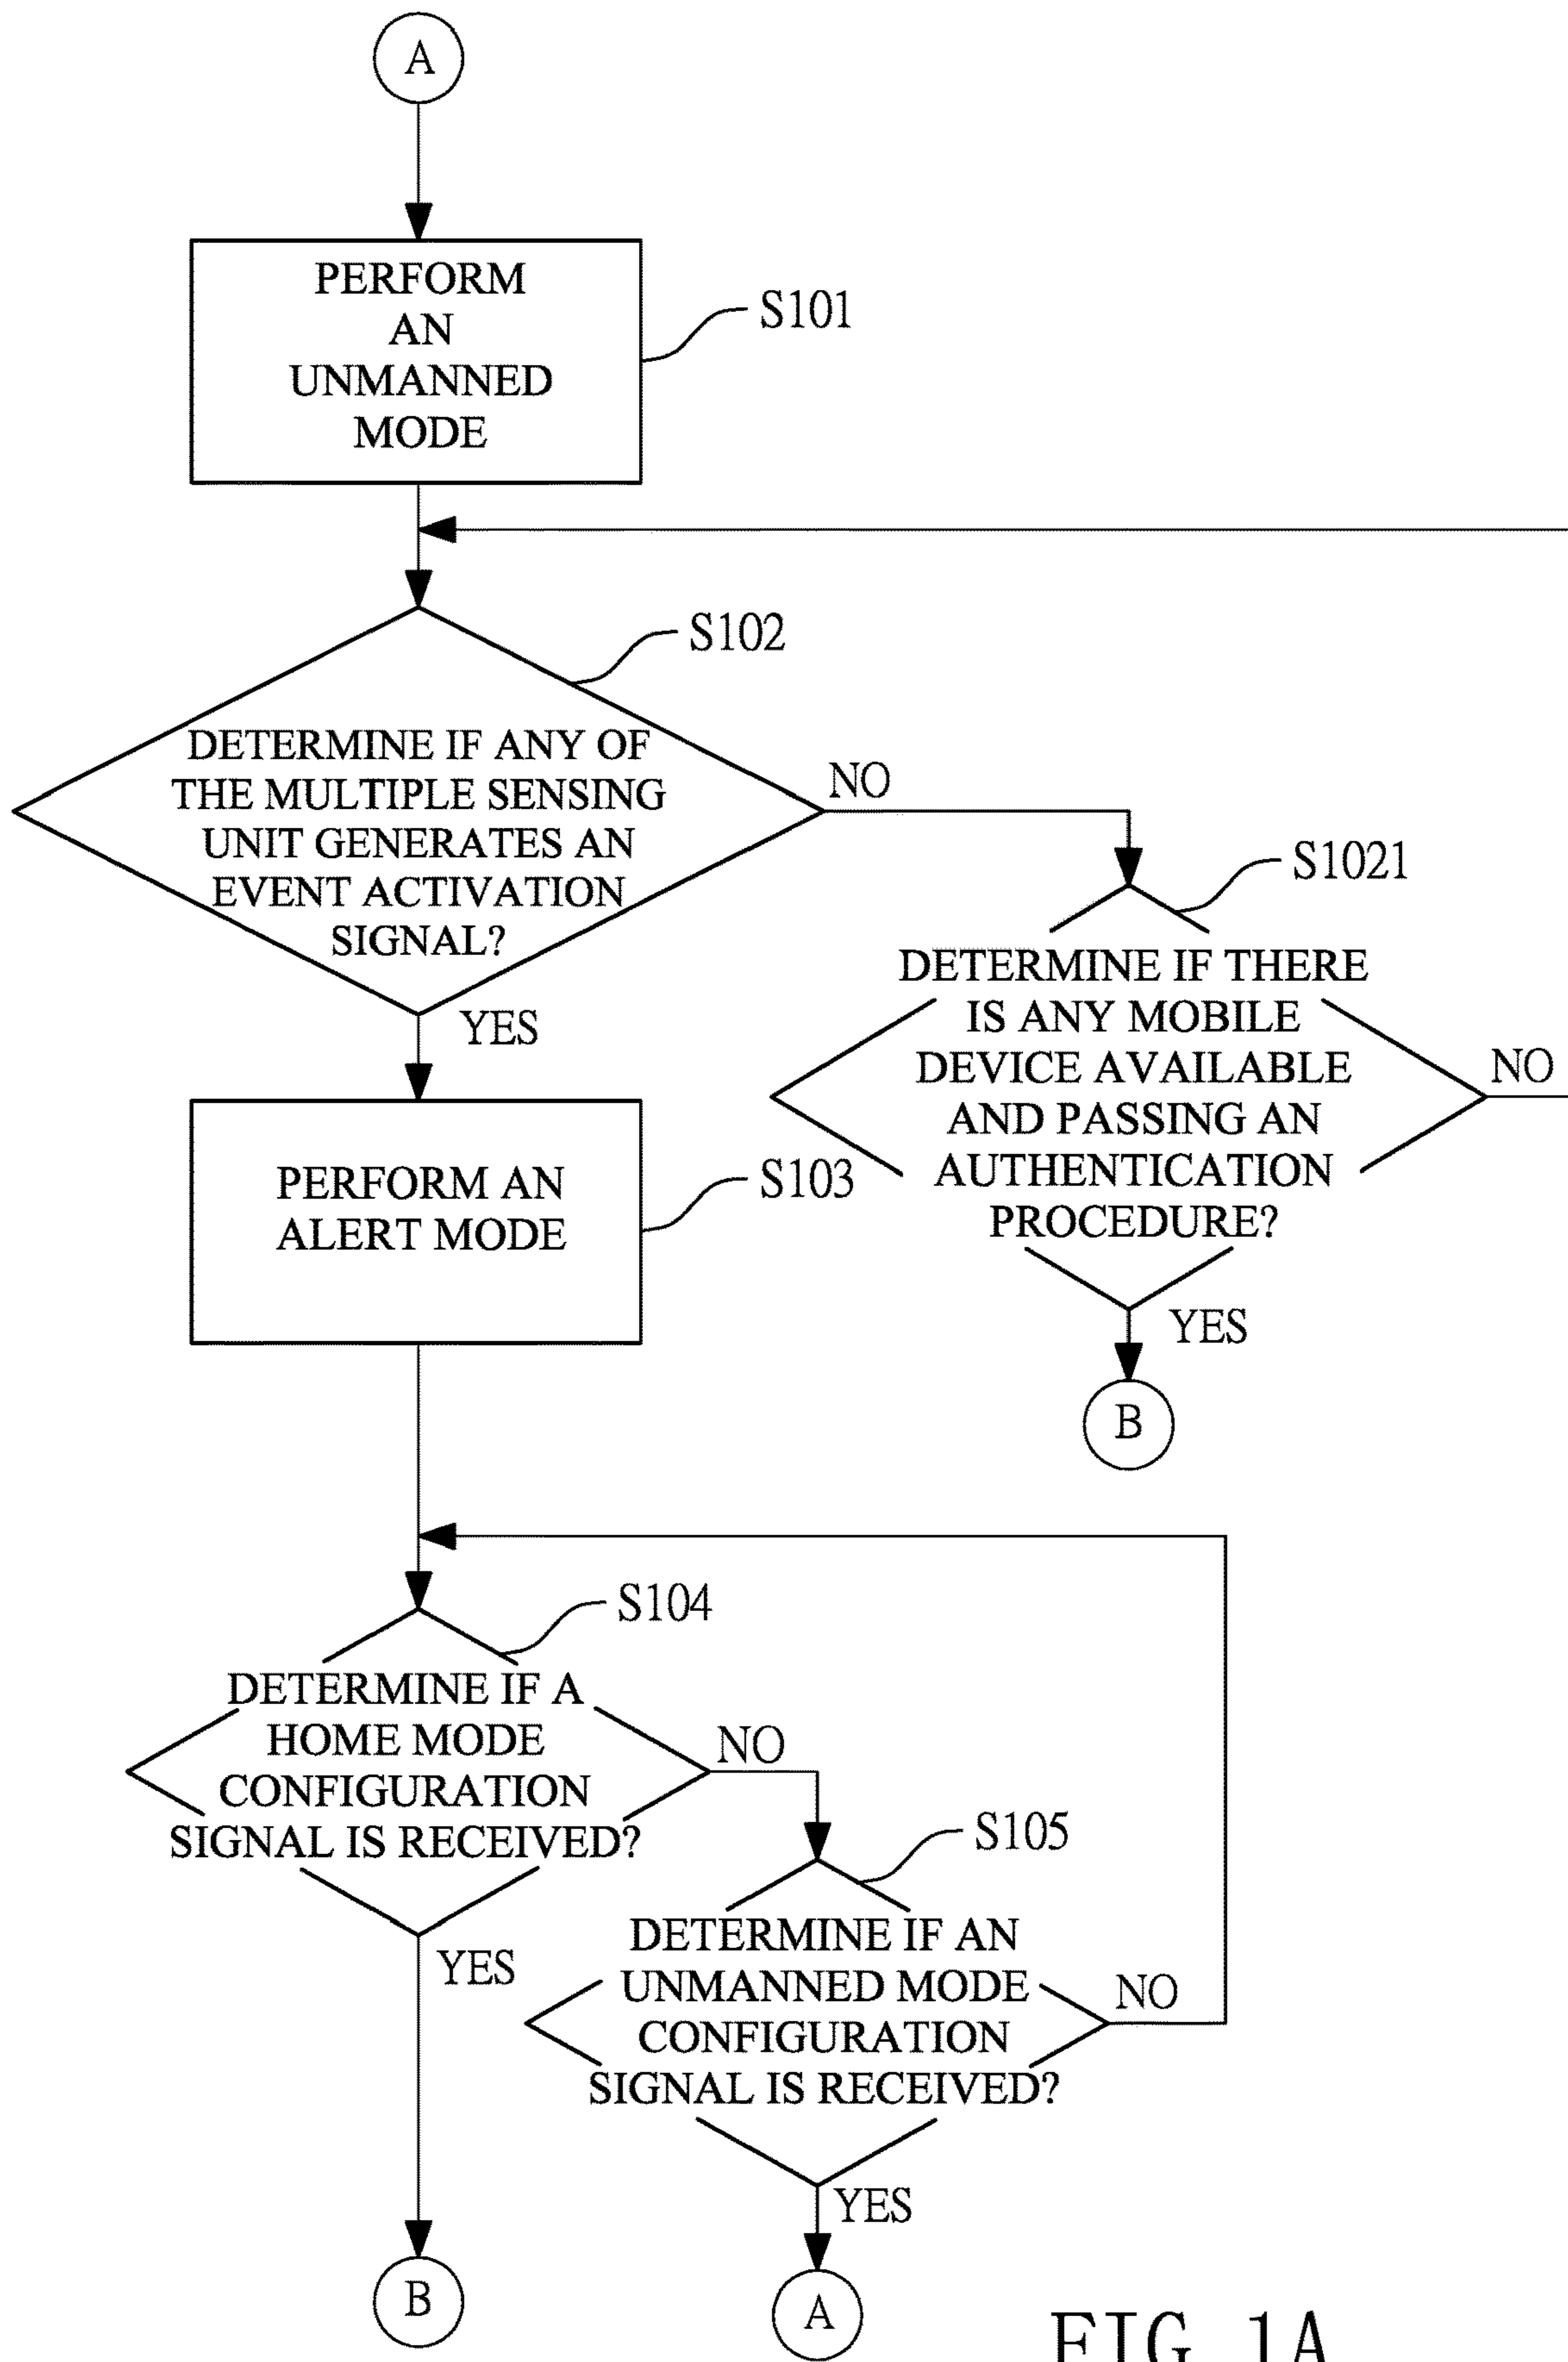 A
PERFORM
AN
UNMANNED
MODE
S101
S102
DETERMINE IF ANY OF
THE MULTIPLE SENSING
UNIT GENERATES AN
EVENT ACTIVATION
SIGNAL?
NO
YES
S1021
DETERMINE IF THERE
IS ANY MOBILE
DEVICE AVAILABLE
AND PASSING AN
AUTHENTICATION
PROCEDURE?
NO
YES
B
PERFORM AN
ALERT MODE
S103
S104
DETERMINE IF A
HOME MODE
CONFIGURATION
SIGNAL IS RECEIVED?
NO
YES
S105
DETERMINE IF AN
UNMANNED MODE
CONFIGURATION
SIGNAL IS RECEIVED?
NO
YES
B
A
FIG 1A